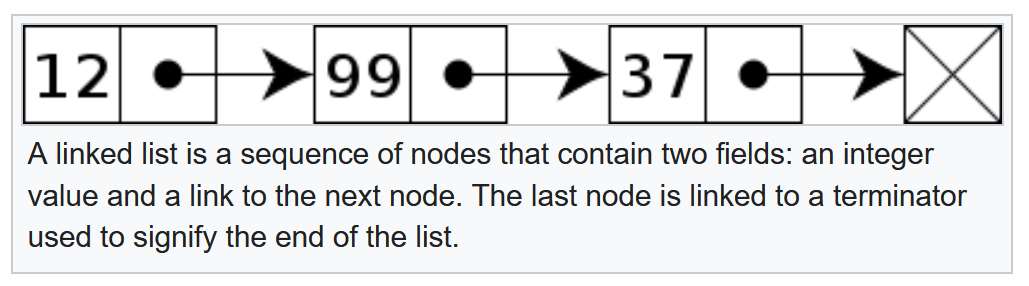 12 99 37
A linked list is a sequence of nodes that contain two fields: an integer
value and a link to the next node. The last node is linked to a terminator
used to signify the end of the list.